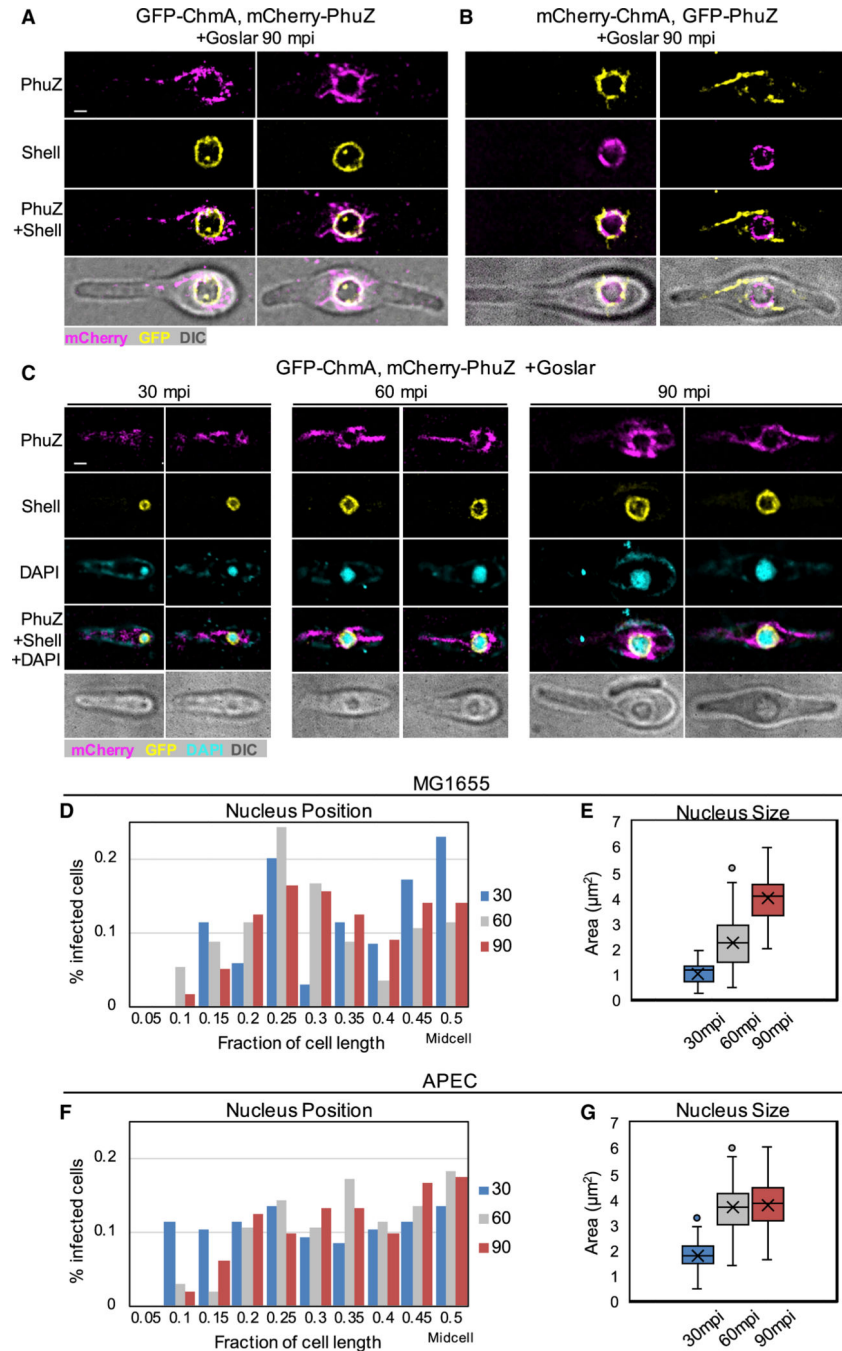 A
GFP-ChmA, mCherry-PhuZ
+Goslar 90 mpi
PhuZ
Shell
PhuZ
+Shell
mCherry GFP DIC
B
mCherry-ChmA, GFP-PhuZ
+Goslar 90 mpi
C
GFP-ChmA, mCherry-PhuZ +Goslar
30 mpi 60 mpi 90 mpi
PhuZ
Shell
DAPI
PhuZ
+Shell
+DAPI
mCherry GFP DAPI DIC
MG1655
D
Nucleus Position
% infected cells
0.2
0.1
0
0.05 0.1 0.15 0.2 0.25 0.3 0.35 0.4 0.45 0.5
Midcell
Fraction of cell length
30
60
90
E
Nucleus Size
Area (μm²)
7
6
5
4
3
2
1
0
30mpi 60mpi 90mpi
APEC
F
Nucleus Position
% infected cells
0.2
0.1
0
0.05 0.1 0.15 0.2 0.25 0.3 0.35 0.4 0.45 0.5
Midcell
Fraction of cell length
30
60
90
G
Nucleus Size
Area (μm²)
7
6
5
4
3
2
1
0
30mpi 60mpi 90mpi